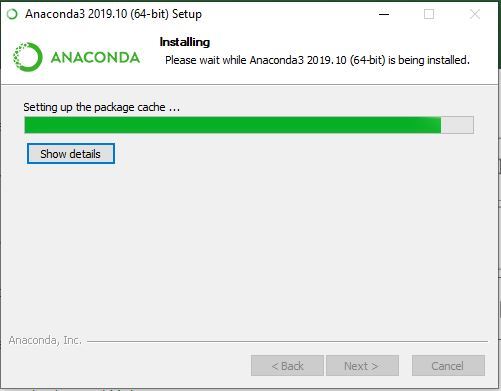 Anaconda3 2019.10 (64-bit) Setup
ANACONDA
Installing
Please wait while Anaconda3 2019.10 (64-bit) is being installed.
Setting up the package cache ...
Show details
Anaconda, Inc.
< Back
Next >
Cancel